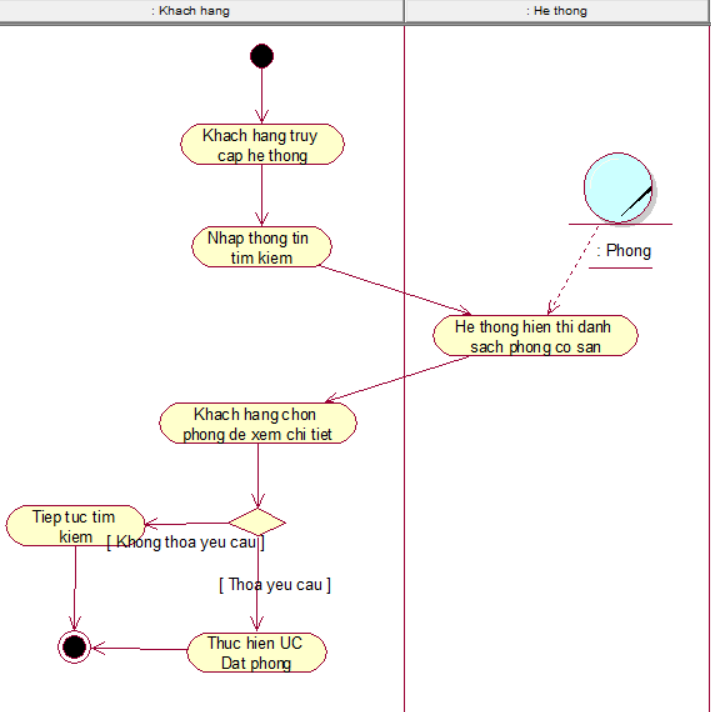 : Khach hang
: He thong
Khach hang truy
cap he thong
Nhap thong tin
tim kiem
: Phong
He thong hien thi danh
sach phong co san
Khach hang chon
phong de xem chi tiet
Tiep tuc tim
kiem
[ Khong thoa yeu cau ]
[ Thoa yeu cau ]
Thuc hien UC
Dat phong